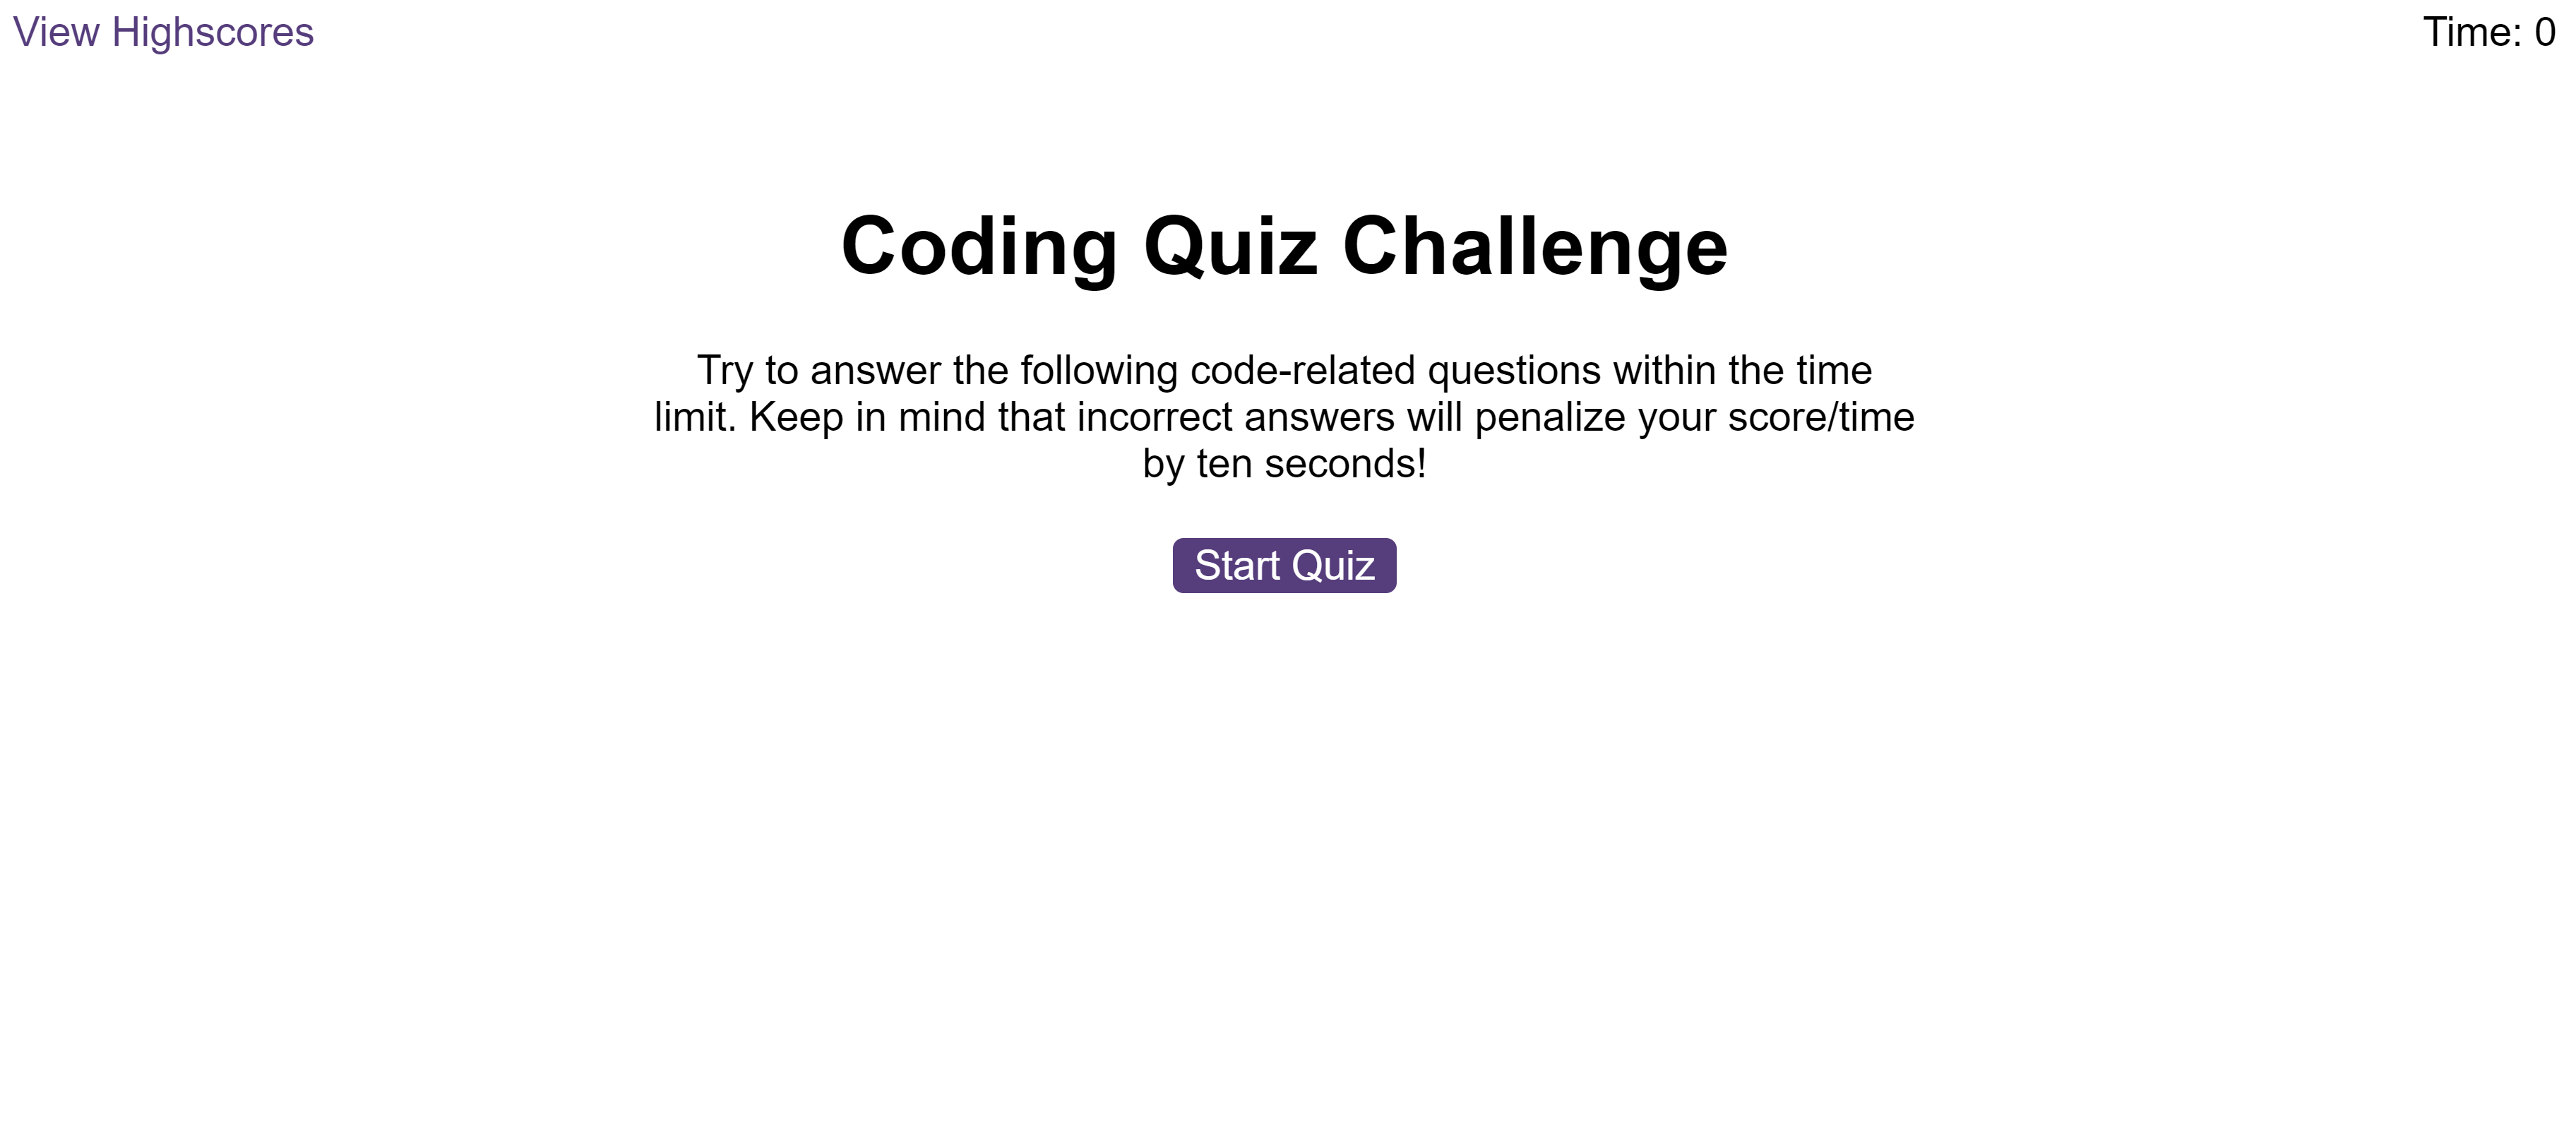 View Highscores
Time: 0
Coding Quiz Challenge
Try to answer the following code-related questions within the time
limit. Keep in mind that incorrect answers will penalize your score/time
by ten seconds!
Start Quiz